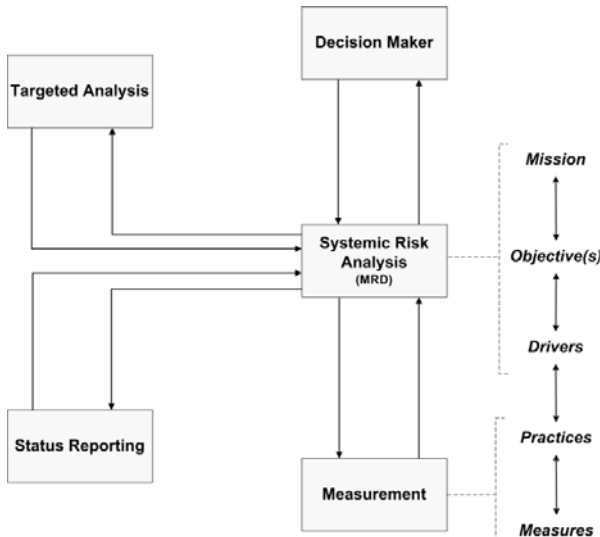 Decision Maker
Targeted Analysis
Mission
Systemic Risk
Analysis
(MRD)
Objective(s)
Drivers
Status Reporting
Practices
Measurement
Measures